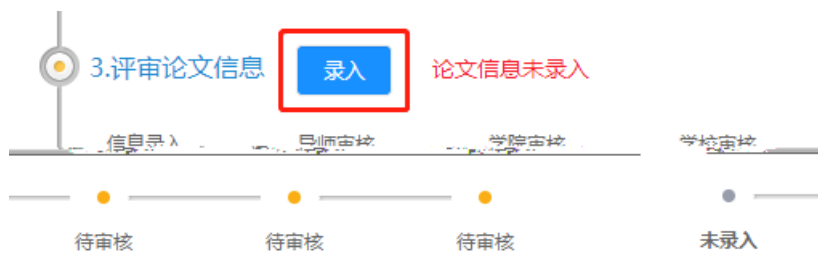 3.评审论文信息 录入 论文信息未录入
信息录入 导师审核 学院审核 学校审核
待审核 待审核 待审核 未录入